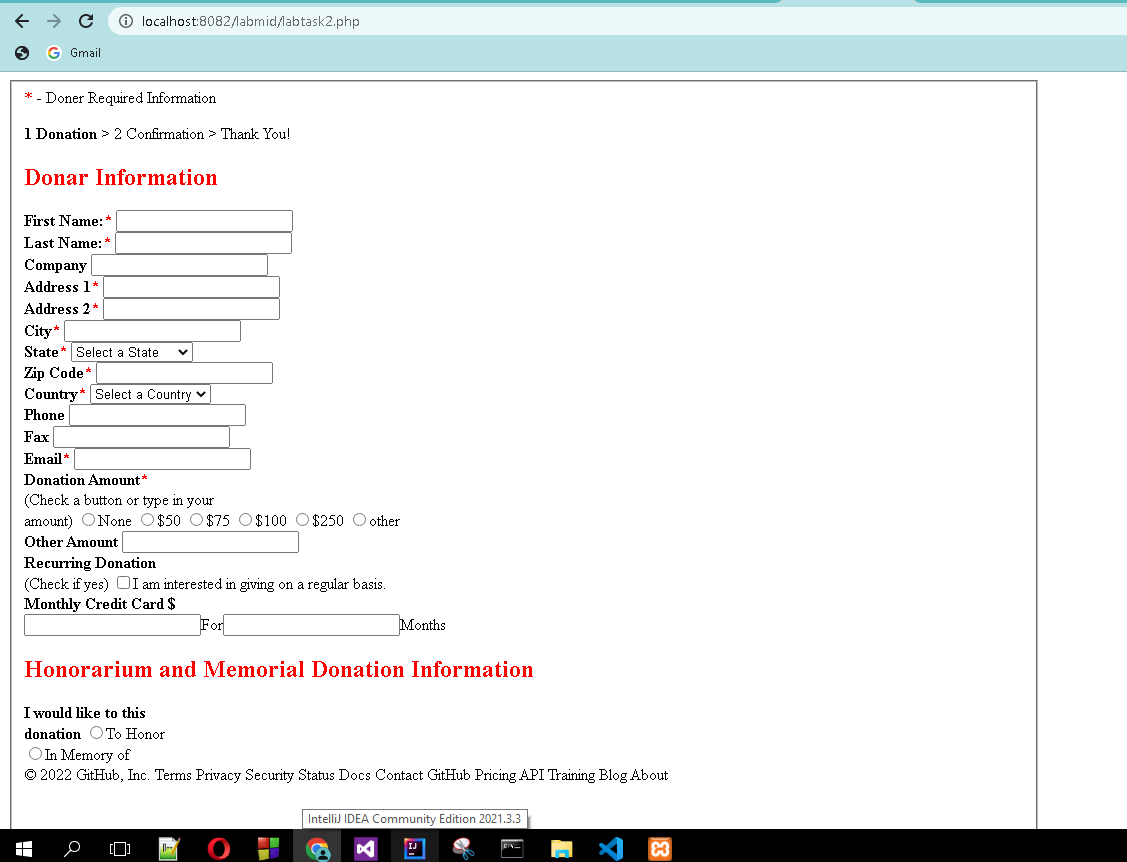 localhost:8082/labmid/labtask2.php
Gmail
* - Doner Required Information
1 Donation > 2 Confirmation > Thank You!
Donar Information
First Name:*
Last Name:*
Company
Address 1*
Address 2*
City*
State* Select a State
Zip Code*
Country* Select a Country
Phone
Fax
Email*
Donation Amount*
(Check a button or type in your
amount) None $50 $75 $100 $250 other
Other Amount
Recurring Donation
(Check if yes) I am interested in giving on a regular basis.
Monthly Credit Card $
For Months
Honorarium and Memorial Donation Information
I would like to this
donation To Honor
In Memory of
© 2022 GitHub, Inc. Terms Privacy Security Status Docs Contact GitHub Pricing API Training Blog About
IntelliJ IDEA Community Edition 2021.3.3